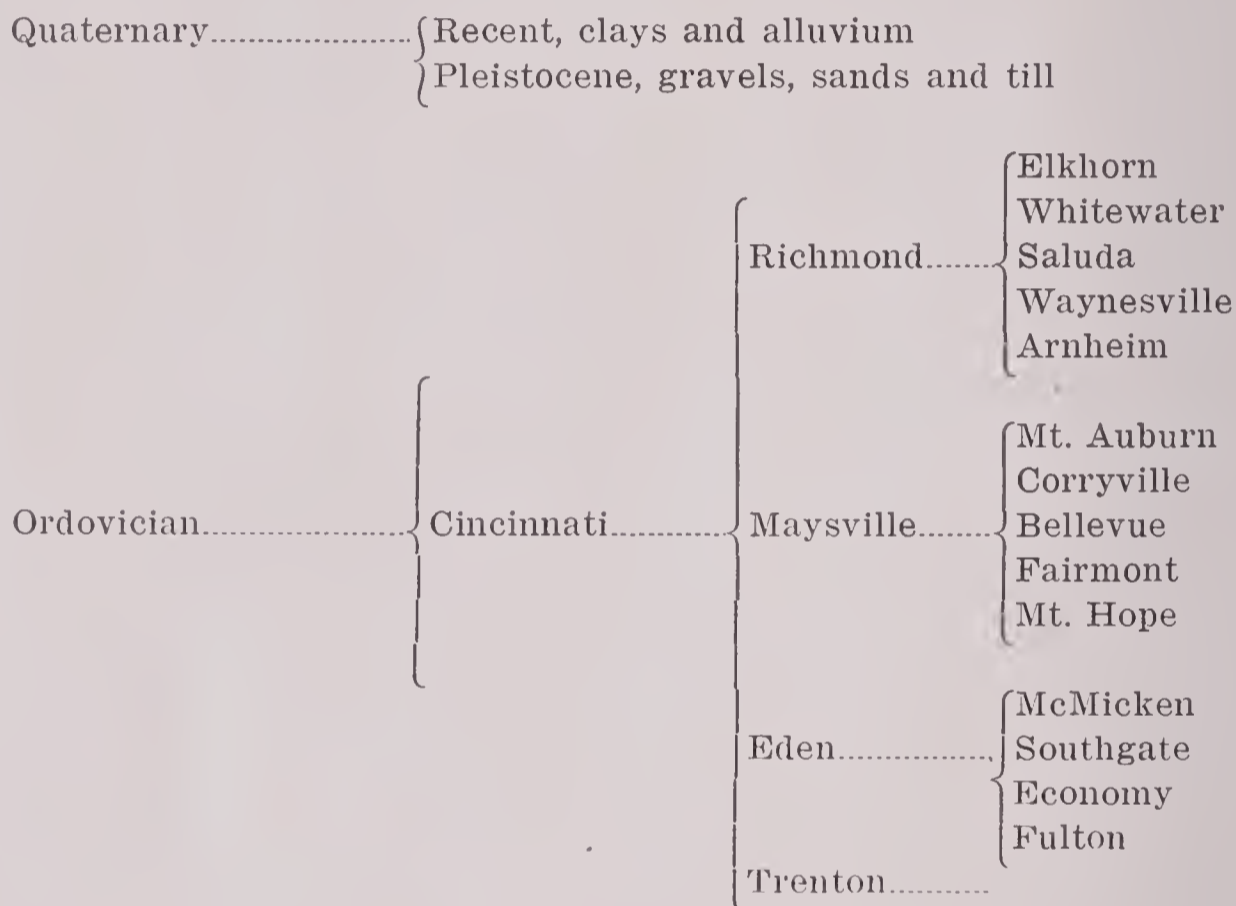 Quaternary.....................Recent, clays and alluvium
Pleistocene, gravels, sands and till
Elkhorn
Whitewater
Richmond........Saluda
Waynesville
Arnheim
Mt. Auburn
Corryville
Ordovician.....................Cincinnati............Maysville........Bellevue
Fairmont
Mt. Hope
McMicken
Eden................Southgate
Economy
Fulton
Trenton...........